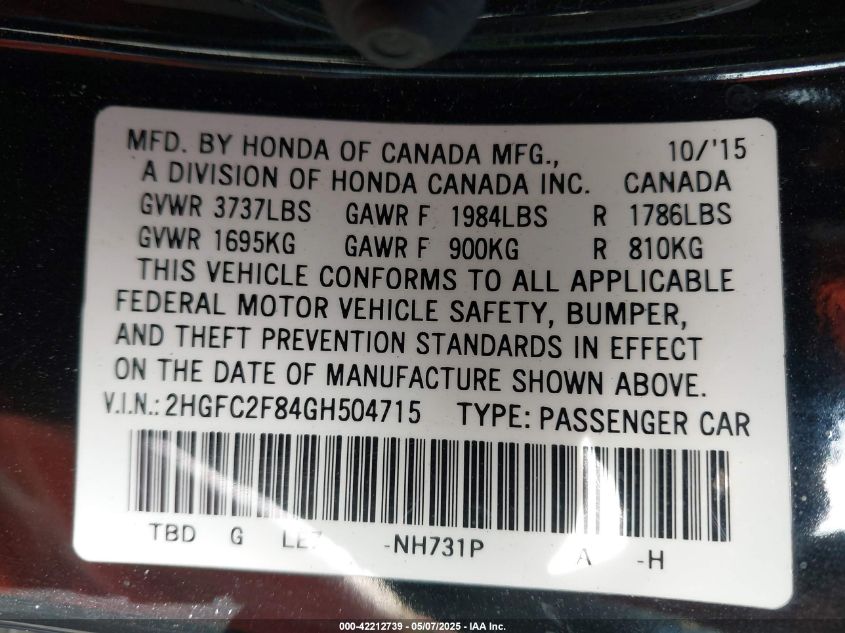 MFD. BY HONDA OF CANADA MFG., 10/'15
A DIVISION OF HONDA CANADA INC. CANADA
GVWR 3737LBS GAWR F 1984LBS R 1786LBS
GVWR 1695KG GAWR F 900KG R 810KG
THIS VEHICLE CONFORMS TO ALL APPLICABLE
FEDERAL MOTOR VEHICLE SAFETY, BUMPER,
AND THEFT PREVENTION STANDARDS IN EFFECT
ON THE DATE OF MANUFACTURE SHOWN ABOVE.
V.I.N.: 2HGFC2F84GH504715 TYPE: PASSENGER CAR
TBD G -NH731P A -H
000-42212739 - 05/07/2025 - IAA Inc.